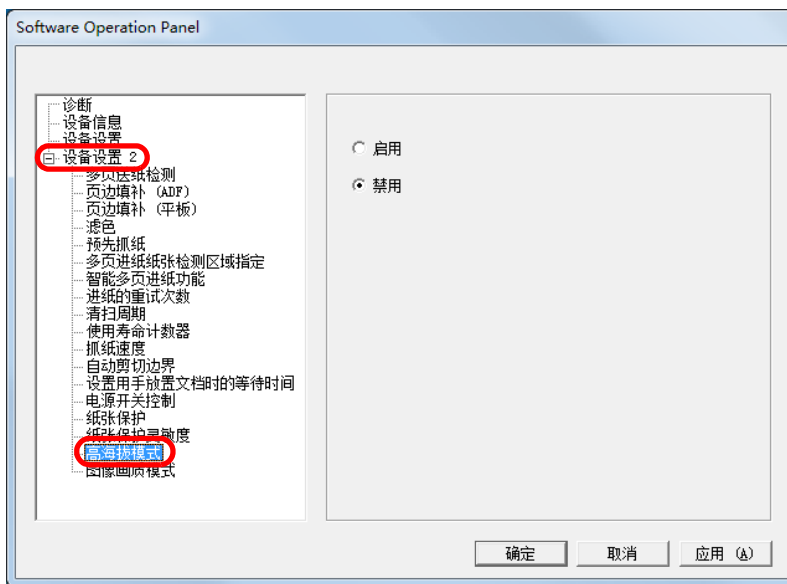 Software Operation Panel
诊断
设备信息
设备设置
设备设置 2
多页送纸检测
页边填补 (ADF)
页边填补 (平板)
滤色
预先抓纸
多页进纸纸张检测区域指定
智能多页进纸功能
进纸的重试次数
清扫周期
使用寿命计数器
抓纸速度
自动剪切边界
设置用手放置文档时的等待时间
电源开关控制
纸张保护
纸张保护灵敏度
高海拔模式
图像画质模式
启用
禁用
确定
取消
应用 (A)